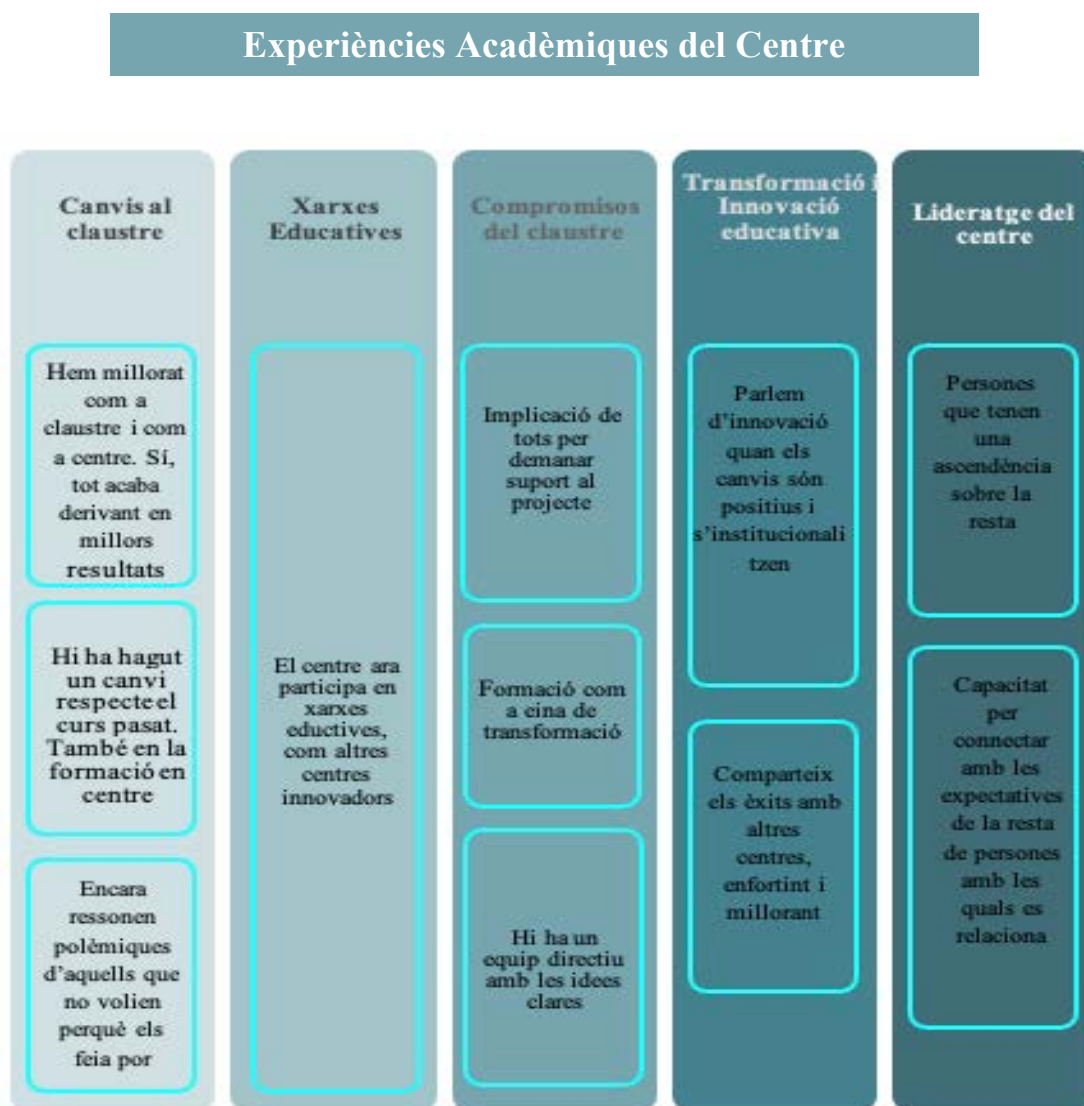 Experiències Acadèmiques del Centre
Canvis al
claustre
Hem millorat
com a
claustre i com
a centre. Sí,
tot acaba
derivant en
millors
resultats
Hi ha hagut
un canvi
respecte el
curs pasat.
També en la
formació en
centre
Encara
ressonen
polèmiques
d'aquells que
no volien
perquè els
feia por
Xarxes
Educatives
El centre ara
participa en
xarxes
eductives,
com altres
centres
innovadors
Compromisos
del claustre
Implicació de
tots per
demanar
suport al
projecte
Formació com
a eina de
transformació
Hi ha un
equip directiu
amb les idees
clares
Transformació i
Innovació
educativa
Parlem
d'innovació
quan els
canvis són
positius i
s'institucionali
tzen
Comparteix
els èxits amb
altres
centres,
enfortint i
millorant
Lideratge del
centre
Persones
que tenen
una
ascendència
sobre la
resta
Capacitat
per
connectar
amb les
expectatives
de la resta
de persones
amb les
quals es
relaciona